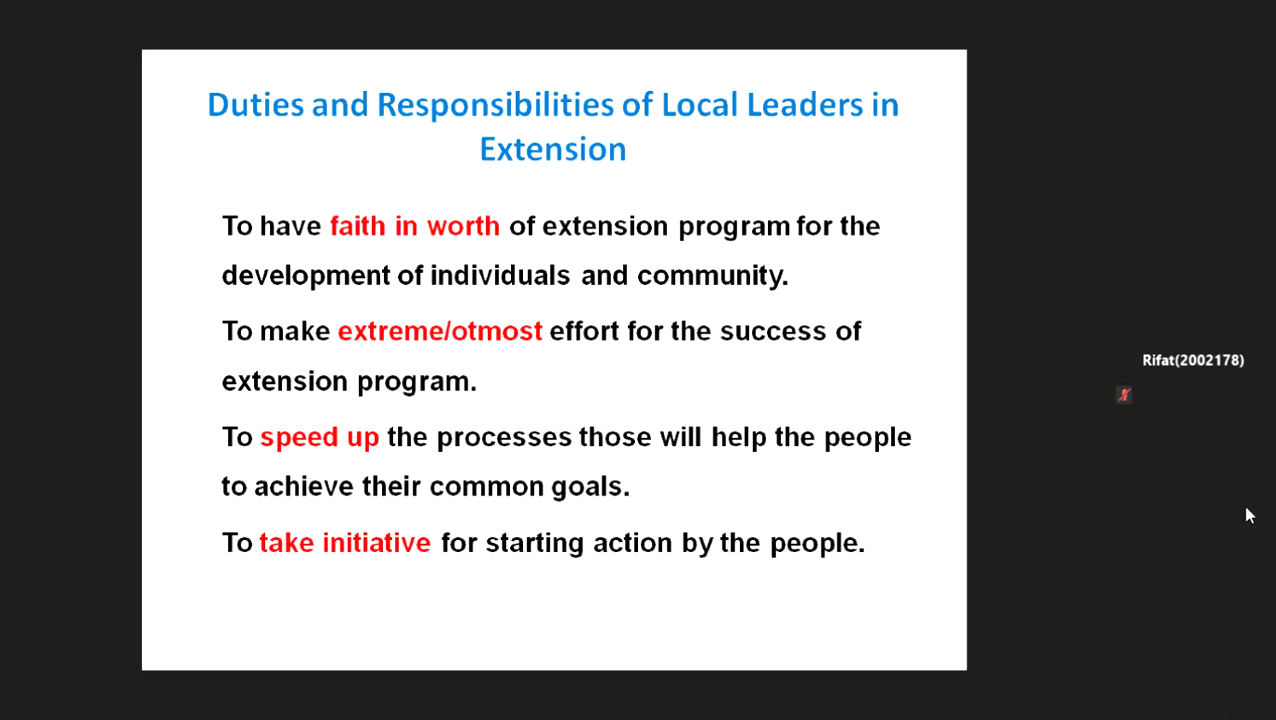 Duties and Responsibilities of Local Leaders in
Extension
To have faith in worth of extension program for the
development of individuals and community.
To make extreme/otmost effort for the success of
extension program.
To speed up the processes those will help the people
to achieve their common goals.
To take initiative for starting action by the people.
Rifat(2002178)